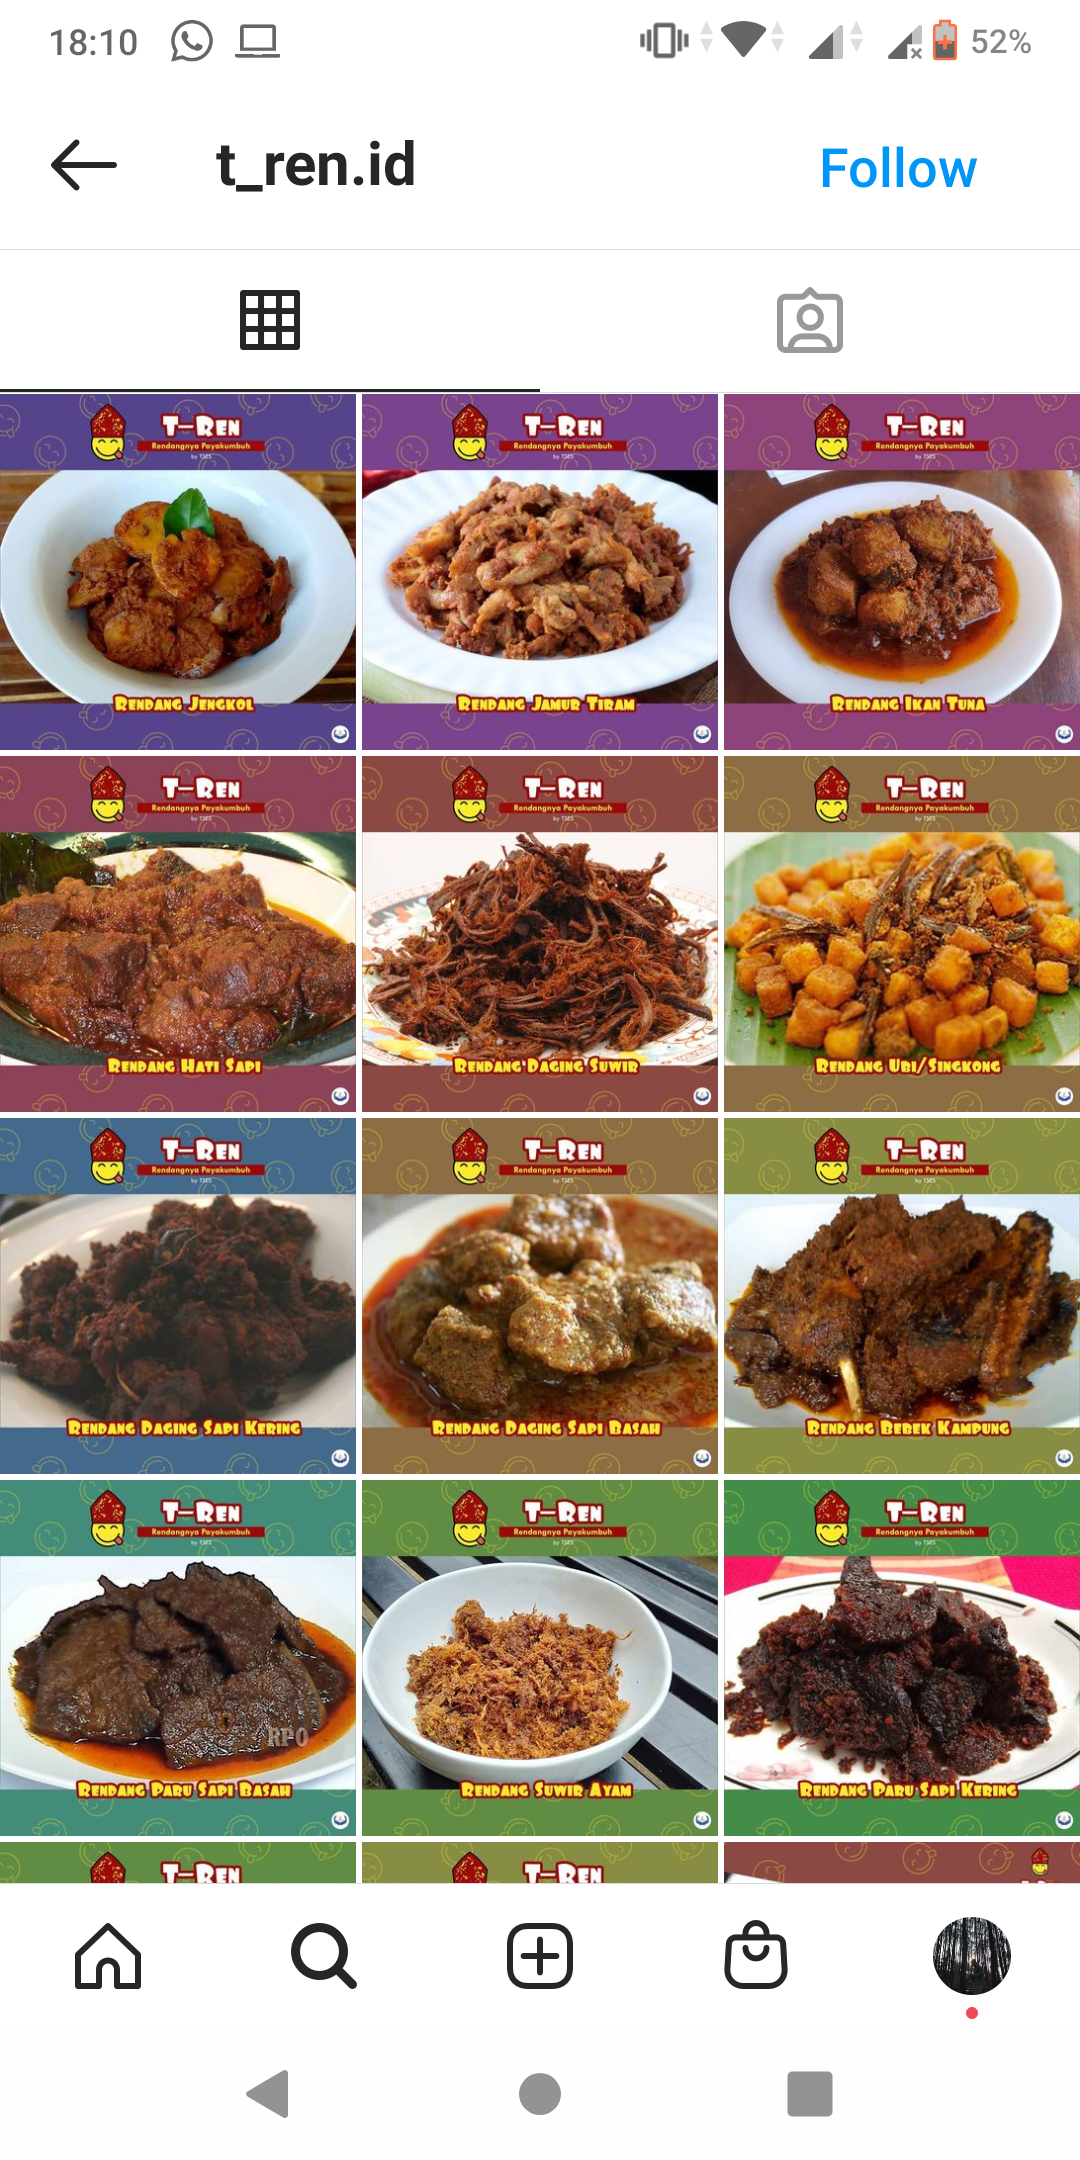 18:10
52%
t_ren.id
Follow
T-Ren
Rendangnya Payakumbuh
by TSES
Rendang Jengkol
T-Ren
Rendangnya Payakumbuh
by TSES
Rendang Jamur Tiram
T-Ren
Rendangnya Payakumbuh
by TSES
Rendang Ikan Tuna
T-Ren
Rendangnya Payakumbuh
by TSES
Rendang Hati Sapi
T-Ren
Rendangnya Payakumbuh
by TSES
Rendang Daging Suwir
T-Ren
Rendangnya Payakumbuh
by TSES
Rendang Ubi/Singkong
T-Ren
Rendangnya Payakumbuh
by TSES
Rendang Daging Sapi Kering
T-Ren
Rendangnya Payakumbuh
by TSES
Rendang Daging Sapi Basah
T-Ren
Rendangnya Payakumbuh
by TSES
Rendang Bebek Kampung
T-Ren
Rendangnya Payakumbuh
by TSES
RPO
Rendang Paru Sapi Basah
T-Ren
Rendangnya Payakumbuh
by TSES
Rendang Suwir Ayam
T-Ren
Rendangnya Payakumbuh
by TSES
Rendang Paru Sapi Kering
T-Ren
T-Ren